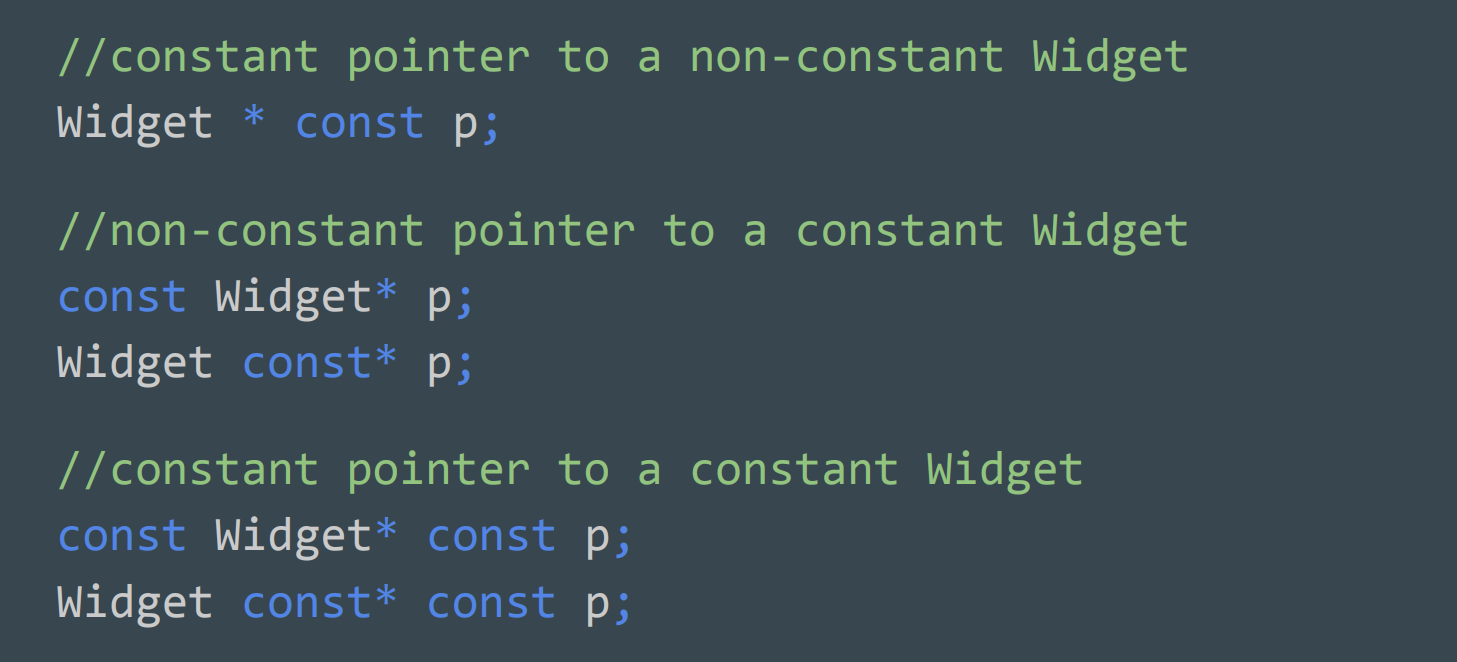 //constant pointer to a non-constant Widget
Widget * const p;
//non-constant pointer to a constant Widget
const Widget* p;
Widget const* p;
//constant pointer to a constant Widget
const Widget* const p;
Widget const* const p;